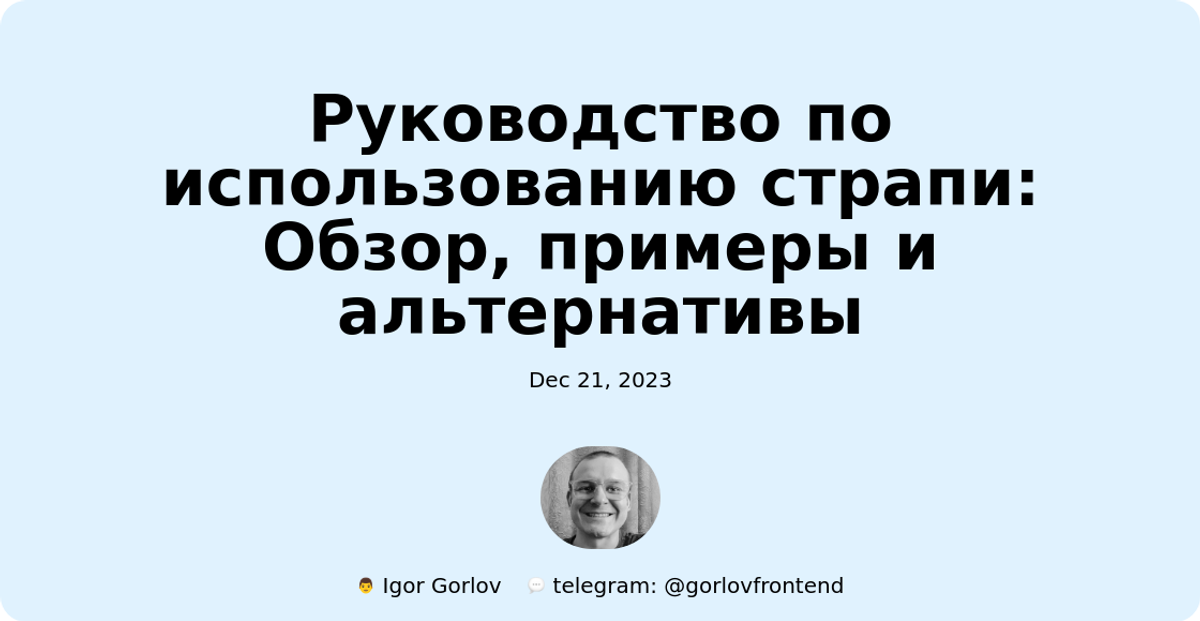 Руководство по
использованию страпи:
Обзор, примеры и
альтернативы
Dec 21, 2023
Igor Gorlov telegram: @gorlovfrontend